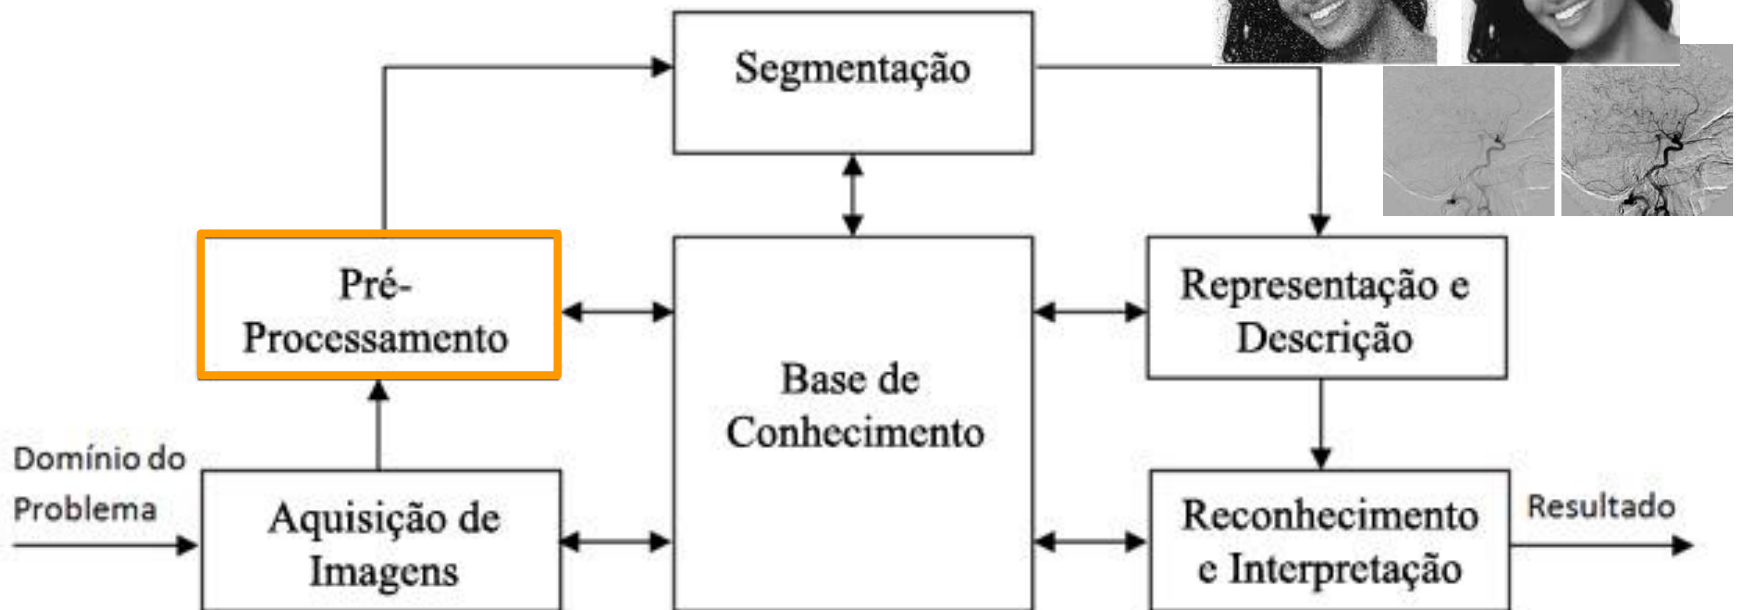 Segmentação
Pré-
Processamento
Representação e
Descrição
Base de
Conhecimento
Domínio do
Problema
Aquisição de
Imagens
Reconhecimento
e Interpretação
Resultado